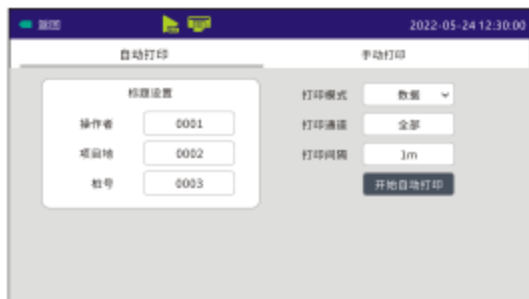 返回 2022-05-24 12:30:00
自动打印 手动打印
标题设置
操作者 0001
项目地 0002
桩号 0003
打印模式 数据
打印通道 全部
打印间隔 1m
开始自动打印